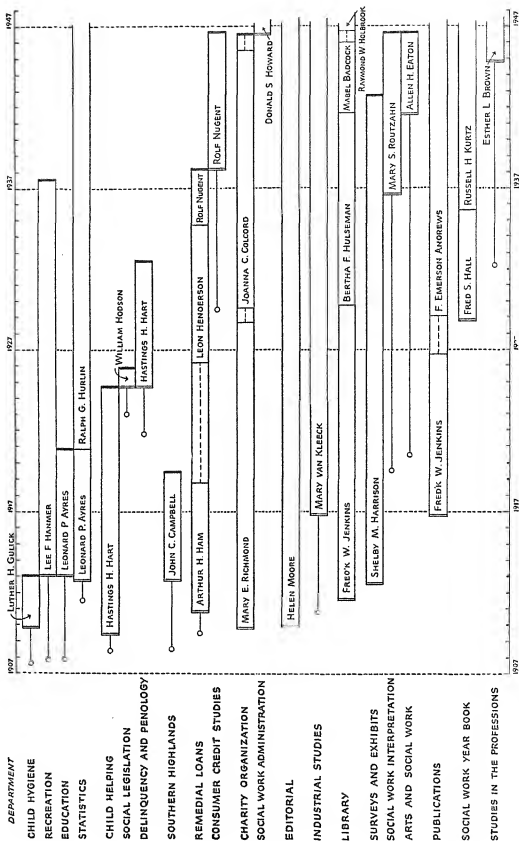 DEPARTMENT
1907
1917
1927
1937
1947
CHILD HYGIENE
LUTHER H. GULICK
RECREATION
LEE F HANMER
EDUCATION
LEONARD P AYRES
STATISTICS
LEONARD P. AYRES
RALPH G. HURLIN
CHILD HELPING
HASTINGS H. HART
SOCIAL LEGISLATION
WILLIAM HODSON
DELINQUENCY AND PENOLOGY
HASTINGS H. HART
SOUTHERN HIGHLANDS
JOHN C. CAMPBELL
REMEDIAL LOANS
ARTHUR H. HAM
LEON HENDERSON
ROLF NUGENT
CONSUMER CREDIT STUDIES
ROLF NUGENT
CHARITY ORGANIZATION
MARY E. RICHMOND
JOANNA C. COLCORD
SOCIAL WORK ADMINISTRATION
DONALD S HOWARD
EDITORIAL
HELEN MOORE
INDUSTRIAL STUDIES
MARY VAN KLEECK
LIBRARY
FRED'K W. JENKINS
BERTHA F. HULSEMAN
MABEL BADCOCK
RAYMOND W HOLBROOK
SURVEYS AND EXHIBITS
SHELBY M. HARRISON
SOCIAL WORK INTERPRETATION
MARY S. ROUTZAHN
ARTS AND SOCIAL WORK
ALLEN H. EATON
PUBLICATIONS
FRED'K W. JENKINS
F. EMERSON ANDREWS
SOCIAL WORK YEAR BOOK
FRED S. HALL
RUSSELL H KURTZ
STUDIES IN THE PROFESSIONS
ESTHER L. BROWN
1907
1917
1937
1947